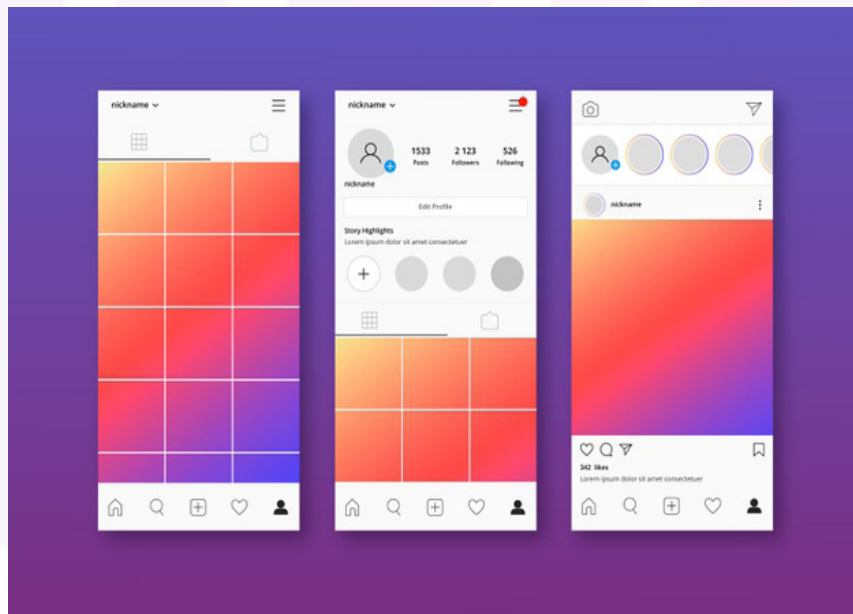 nickname
nickname
1533
Posts
2 123
Followers
526
Following
nickname
Edit Profile
Story Highlights
Lorem ipsum dolor sit amet consectetuer
nickname
342 likes
Lorem ipsum dolor sit amet consectetuer